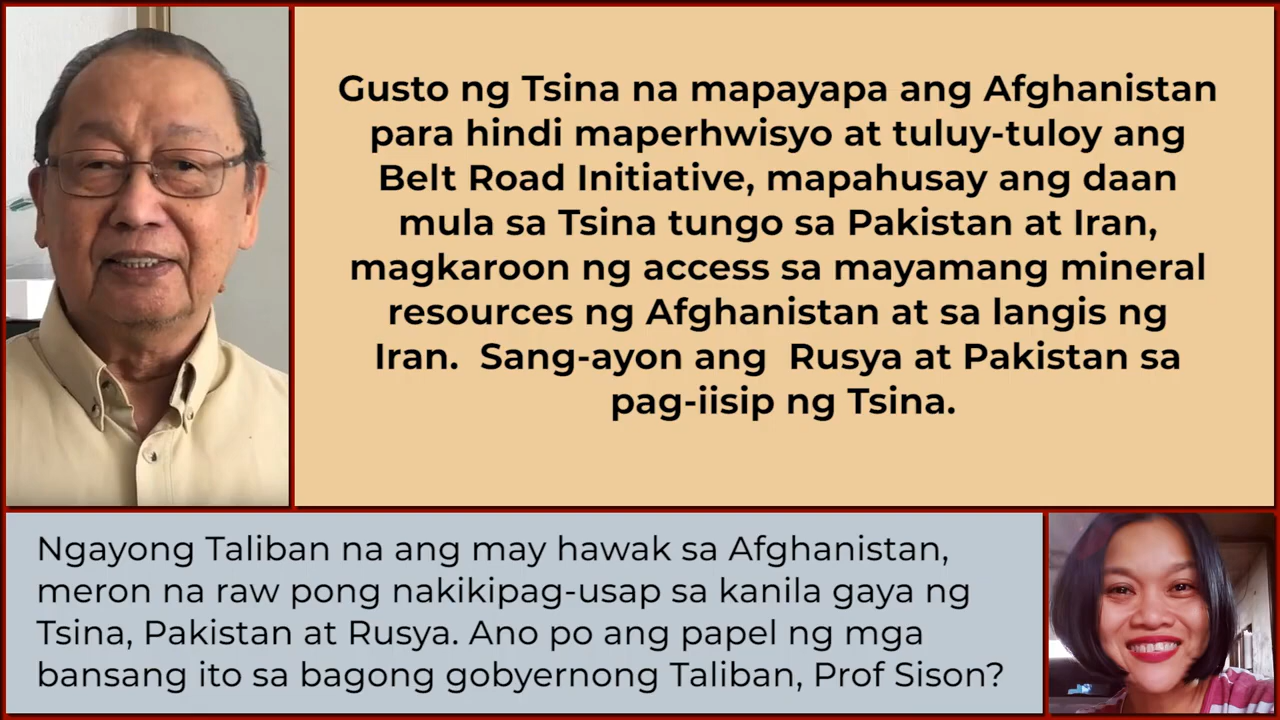 Gusto ng Tsina na mapayapa ang Afghanistan
para hindi maperhwisyo at tuluy-tuloy ang
Belt Road Initiative, mapahusay ang daan
mula sa Tsina tungo sa Pakistan at Iran,
magkaroon ng access sa mayamang mineral
resources ng Afghanistan at sa langis ng
Iran.  Sang-ayon ang  Rusya at Pakistan sa
pag-iisip ng Tsina.
Ngayong Taliban na ang may hawak sa Afghanistan,
meron na raw pong nakikipag-usap sa kanila gaya ng
Tsina, Pakistan at Rusya. Ano po ang papel ng mga
bansang ito sa bagong gobyernong Taliban, Prof Sison?